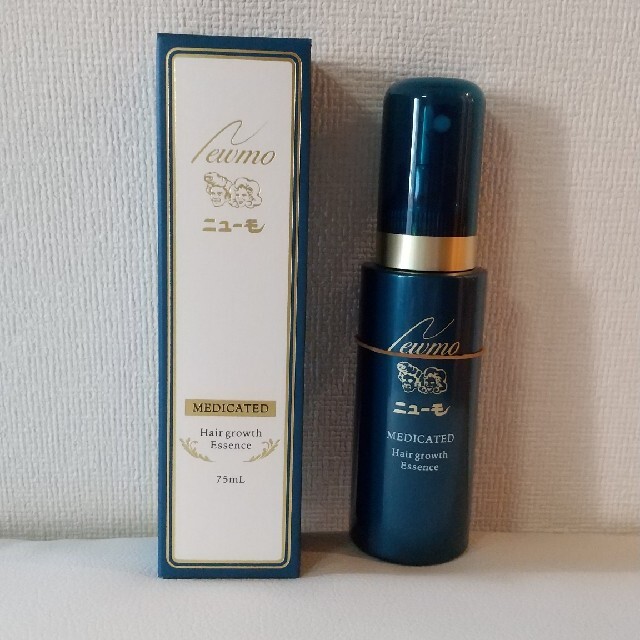 Newmo
ニューモ
MEDICATED
Hair growth
Essence
75mL
Newmo
ニューモ
MEDICATED
Hair growth
Essence